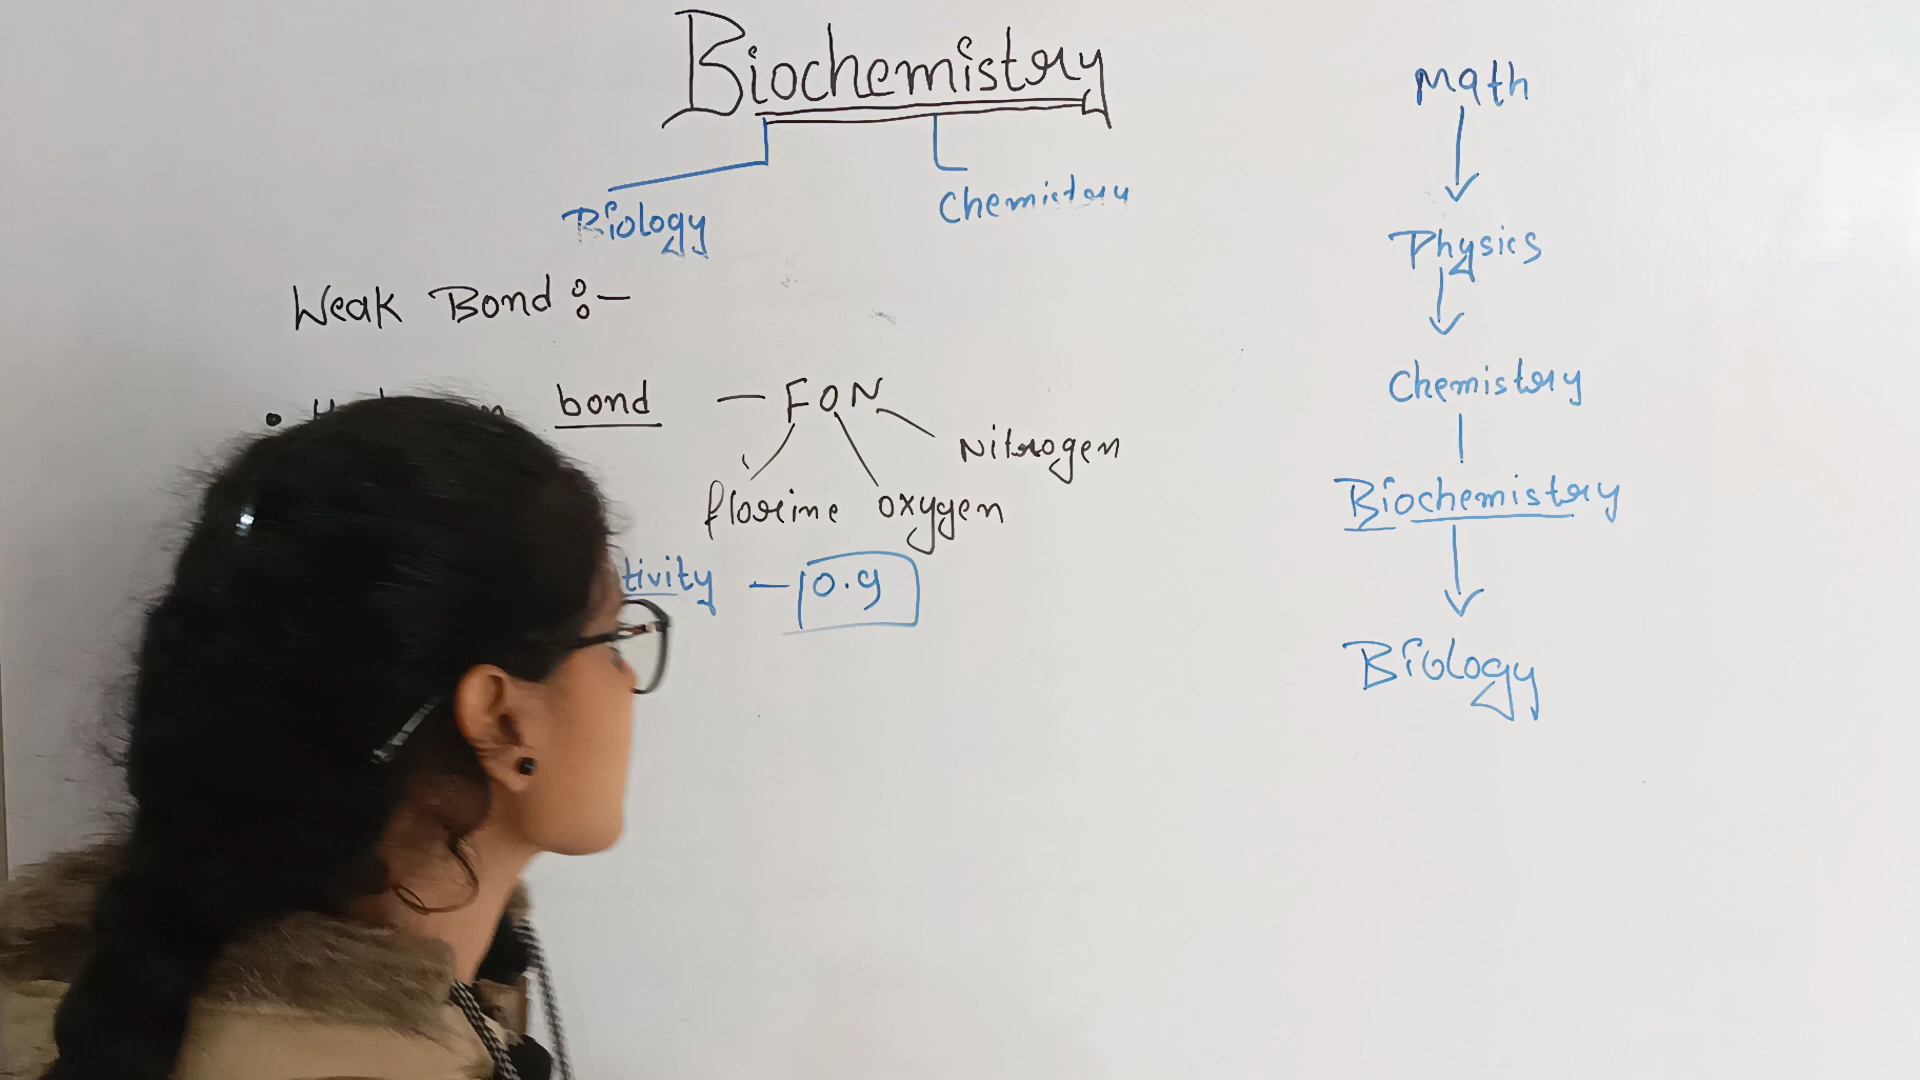 Biochemistry
Biology
Chemistry
Weak Bond :-
• bond - FON
Nitrogen
florine oxygen
tivity - 0.9
Math
Physics
Chemistry
Biochemistry
Biology